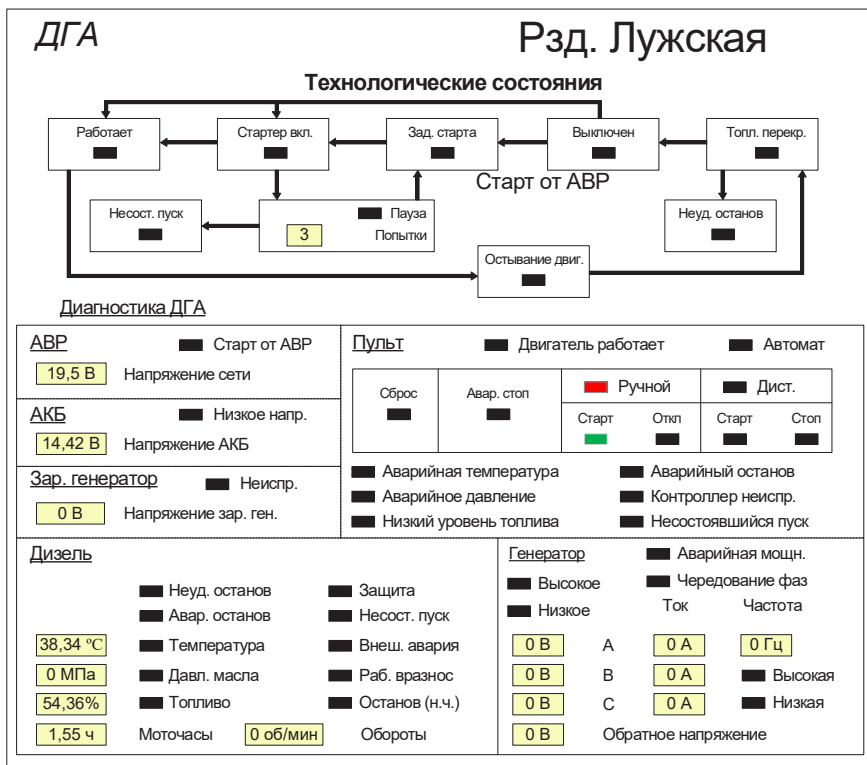 ДГА Рзд. Лужская
Технологические состояния
Работает Стартер вкл. Зад. старта Выключен Топл. перекр.
Старт от АВР
Несост. пуск Пауза Неуд. останов
3 Попытки
Остывание двиг.
Диагностика ДГА
АВР Старт от АВР
19,5 В Напряжение сети
АКБ Низкое напр.
14,42 В Напряжение АКБ
Зар. генератор Неиспр.
0 В Напряжение зар. ген.
Пульт Двигатель работает Автомат
Сброс Авар. стоп Ручной Дист.
Старт Откл Старт Стоп
Аварийная температура Аварийный останов
Аварийное давление Контроллер неиспр.
Низкий уровень топлива Несостоявшийся пуск
Дизель
Неуд. останов Защита
Авар. останов Несост. пуск
38,34 °С Температура Внеш. авария
0 МПа Давл. масла Раб. вразнос
54,36% Топливо Останов (н.ч.)
1,55 ч Моточасы 0 об/мин Обороты
Генератор Аварийная мощн.
Высокое Чередование фаз
Низкое Ток Частота
0 В А 0 А 0 Гц
0 В В 0 А Высокая
0 В С 0 А Низкая
0 В Обратное напряжение